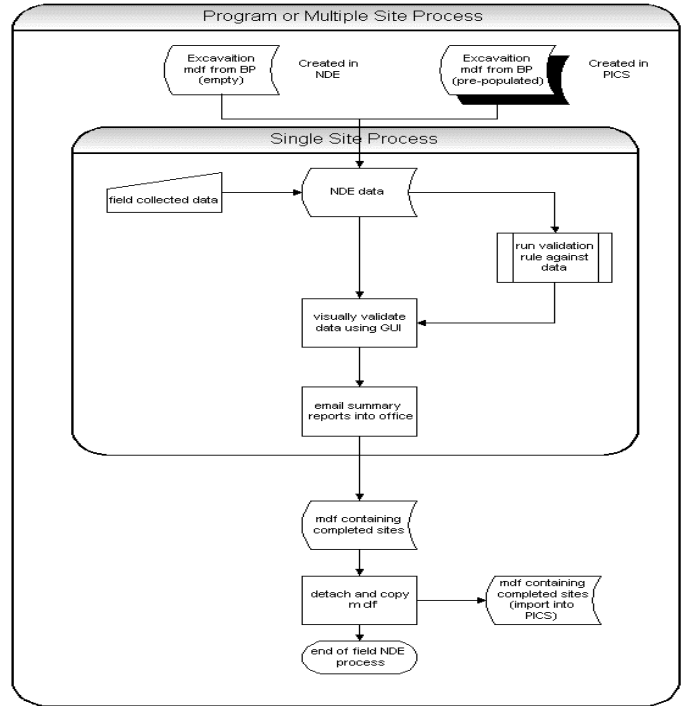 Program or Multiple Site Process
Excavaition
mdf from BP
(empty)
Created in
NDE
Excavaition
mdf from BP
(pre-populated)
Created in
PICS
Single Site Process
field collected data
NDE data
run validation
rule against
data
visually validate
data using GUI
email summary
reports into office
mdf containing
completed sites
detach and copy
mdf
mdf containing
completed sites
(import into
PICS)
end of field NDE
process